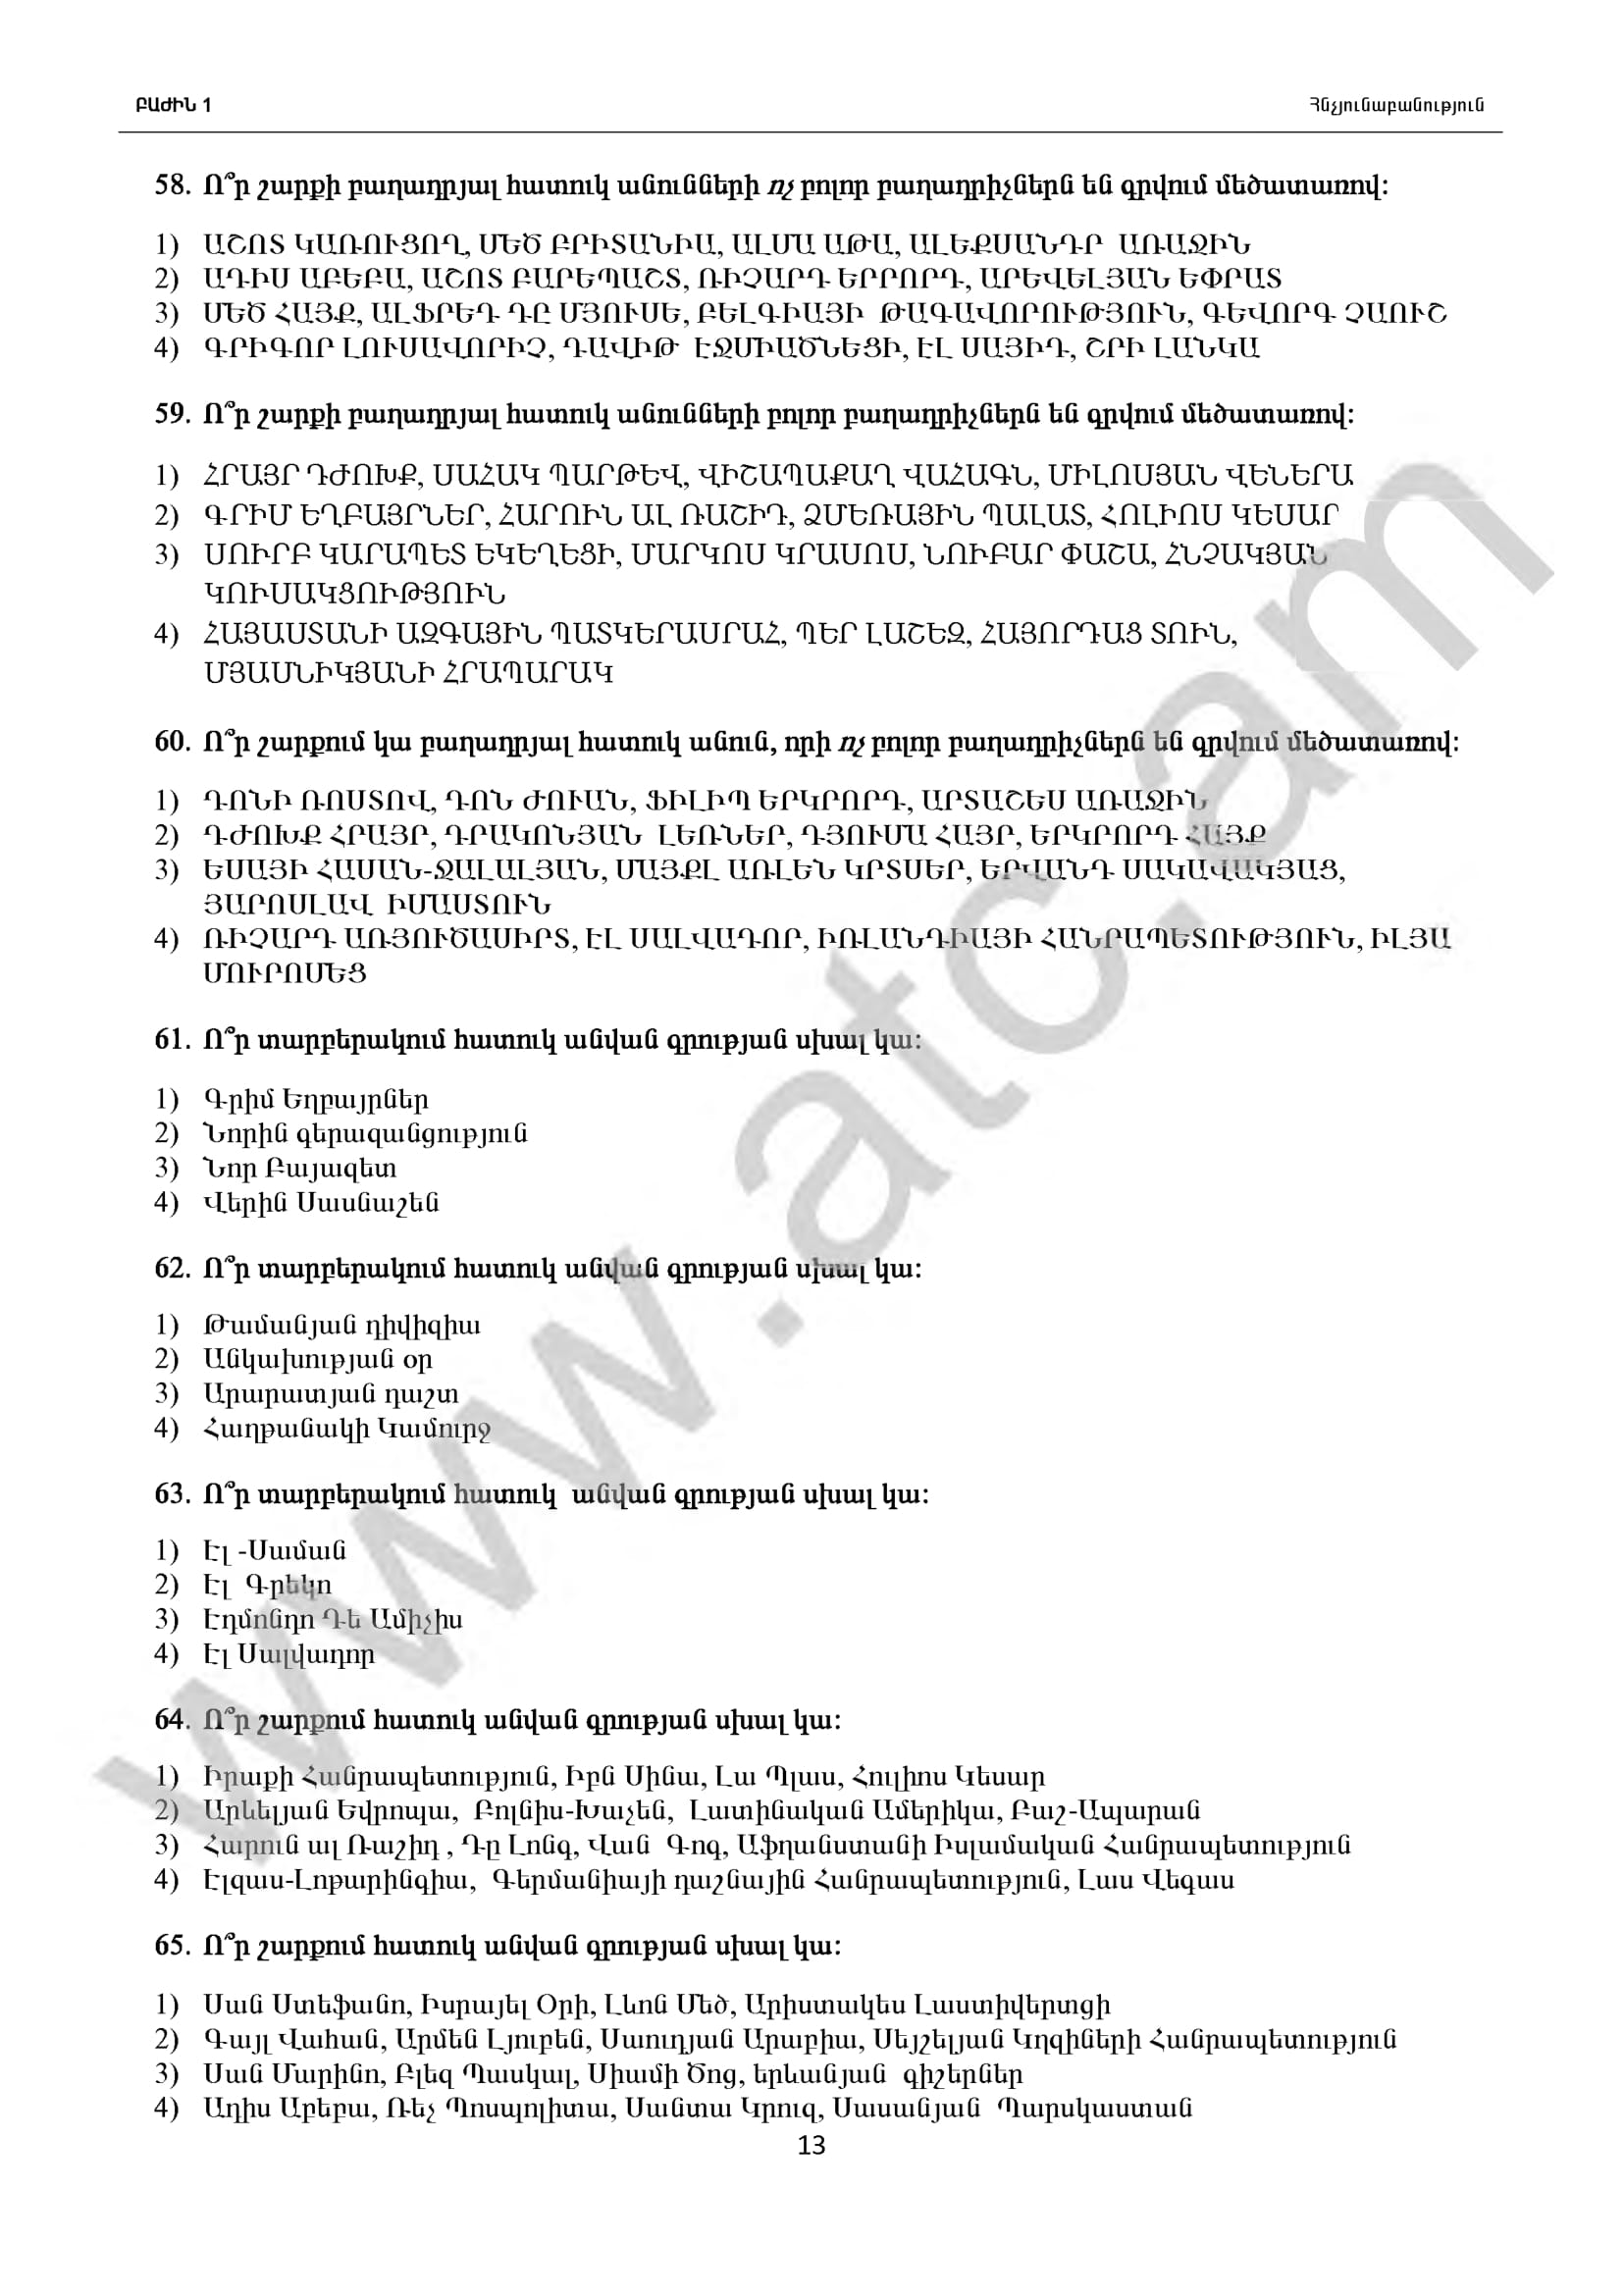 ԲԱԺԻՆ 1
Հնչյունաբանություն
58. Ո՞ր շարքի բաղադրյալ հատուկ անունների ոչ բոլոր բաղադրիչներն են գրվում մեծատառով:
1) ԱՇՈՏ ԿԱՌՈՒՑՈՂ, ՄԵԾ ԲՐԻՏԱՆԻԱ, ԱԼՄԱ ԱԹԱ, ԱԼԵՔՍԱՆԴՐ ԱՌԱՋԻՆ
2) ԱԴԻՍ ԱԲԵԲԱ, ԱՇՈՏ ԲԱՐԵՊԱՇՏ, ՌԻՉԱՐԴ ԵՐՐՈՐԴ, ԱՐԵՎԵԼՅԱՆ ԵՓՐԱՏ
3) ՄԵԾ ՀԱՅՔ, ԱԼՖՐԵԴ ԴԸ ՄՅՈՒՍԵ, ԲԵԼԳԻԱՅԻ ԹԱԳԱՎՈՐՈՒԹՅՈՒՆ, ԳԵՎՈՐԳ ՉԱՈՒՇ
4) ԳՐԻԳՈՐ ԼՈՒՍԱՎՈՐԻՉ, ԴԱՎԻԹ ԷՋՄԻԱԾՆԵՑԻ, ԷԼ ՍԱՅԻԴ, ՇՐԻ ԼԱՆԿԱ
59. Ո՞ր շարքի բաղադրյալ հատուկ անունների բոլոր բաղադրիչներն են գրվում մեծատառով:
1) ՀՐԱՅՐ ԴԺՈԽՔ, ՍԱՀԱԿ ՊԱՐԹԵՎ, ՎԻՇԱՊԱՔԱՂ ՎԱՀԱԳՆ, ՄԻԼՈՍՅԱՆ ՎԵՆԵՐԱ
2) ԳՐԻՄ ԵՂԲԱՅՐՆԵՐ, ՀԱՐՈՒՆ ԱԼ ՌԱՇԻԴ, ՁՄԵՌԱՅԻՆ ՊԱԼԱՏ, ՀՈԼԻՈՍ ԿԵՍԱՐ
3) ՍՈՒՐԲ ԿԱՐԱՊԵՏ ԵԿԵՂԵՑԻ, ՄԱՐԿՈՍ ԿՐԱՍՈՍ, ՆՈՒԲԱՐ ՓԱՇԱ, ՀՆՉԱԿՅԱՆ
ԿՈՒՍԱԿՑՈՒԹՅՈՒՆ
4) ՀԱՅԱՍՏԱՆԻ ԱԶԳԱՅԻՆ ՊԱՏԿԵՐԱՍՐԱՀ, ՊԵՐ ԼԱՇԵԶ, ՀԱՅՈՐԴԱՑ ՏՈՒՆ,
ՄՅԱՍՆԻԿՅԱՆԻ ՀՐԱՊԱՐԱԿ
60. Ո՞ր շարքում կա բաղադրյալ հատուկ անուն, որի ոչ բոլոր բաղադրիչներն են գրվում մեծատառով:
1) ԴՈՆԻ ՌՈՍՏՈՎ, ԴՈՆ ԺՈՒԱՆ, ՖԻԼԻՊ ԵՐԿՐՈՐԴ, ԱՐՏԱՇԵՍ ԱՌԱՋԻՆ
2) ԴԺՈԽՔ ՀՐԱՅՐ, ԴՐԱԿՈՆՅԱՆ ԼԵՌՆԵՐ, ԴՅՈՒՄԱ ՀԱՅՐ, ԵՐԿՐՈՐԴ ՀԱՅՔ
3) ԵՍԱՅԻ ՀԱՍԱՆ-ՋԱԼԱԼՅԱՆ, ՄԱՅՔԼ ԱՌԼԵՆ ԿՐՏՍԵՐ, ԵՐՎԱՆԴ ՍԱԿԱՎԱԿՅԱՑ,
ՅԱՐՈՍԼԱՎ ԻՄԱՍՏՈՒՆ
4) ՌԻՉԱՐԴ ԱՌՅՈՒԾԱՍԻՐՏ, ԷԼ ՍԱԼՎԱԴՈՐ, ԻՌԼԱՆԴԻԱՅԻ ՀԱՆՐԱՊԵՏՈՒԹՅՈՒՆ, ԻԼՅԱ
ՄՈՒՐՈՄԵՑ
61. Ո՞ր տարբերակում հատուկ անվան գրության սխալ կա:
1) Գրիմ Եղբայրներ
2) Նորին գերազանցություն
3) Նոր Բայազետ
4) Վերին Սասնաշեն
62. Ո՞ր տարբերակում հատուկ անվան գրության սխալ կա:
1) Թամանյան դիվիզիա
2) Անկախության օր
3) Արարատյան դաշտ
4) Հաղթանակի Կամուրջ
63. Ո՞ր տարբերակում հատուկ անվան գրության սխալ կա:
1) Էլ -Սաման
2) Էլ Գրեկո
3) Էդմոնդո Դե Ամիչիս
4) Էլ Սալվադոր
64. Ո՞ր շարքում հատուկ անվան գրության սխալ կա:
1) Իրաքի Հանրապետություն, Իբն Սինա, Լա Պլաս, Հուլիոս Կեսար
2) Արևելյան Եվրոպա, Բոլնիս-Խաչեն, Լատինական Ամերիկա, Բաշ-Ապարան
3) Հարուն ալ Ռաշիդ , Դը Լոնգ, Վան Գոգ, Աֆղանստանի Իսլամական Հանրապետություն
4) Էլզաս-Լոթարինգիա, Գերմանիայի դաշնային Հանրապետություն, Լաս Վեգաս
65. Ո՞ր շարքում հատուկ անվան գրության սխալ կա:
1) Սան Ստեֆանո, Իսրայել Օրի, Լևոն Մեծ, Արիստակես Լաստիվերտցի
2) Գայլ Վահան, Արմեն Լյուբեն, Սաուդյան Արաբիա, Սեյշելյան Կղզիների Հանրապետություն
3) Սան Մարինո, Բլեզ Պասկալ, Սիամի Ծոց, երևանյան գիշերներ
4) Ադիս Աբեբա, Ռեչ Պոսպոլիտա, Սանտա Կրուզ, Սասանյան Պարսկաստան
13
www.atc.am